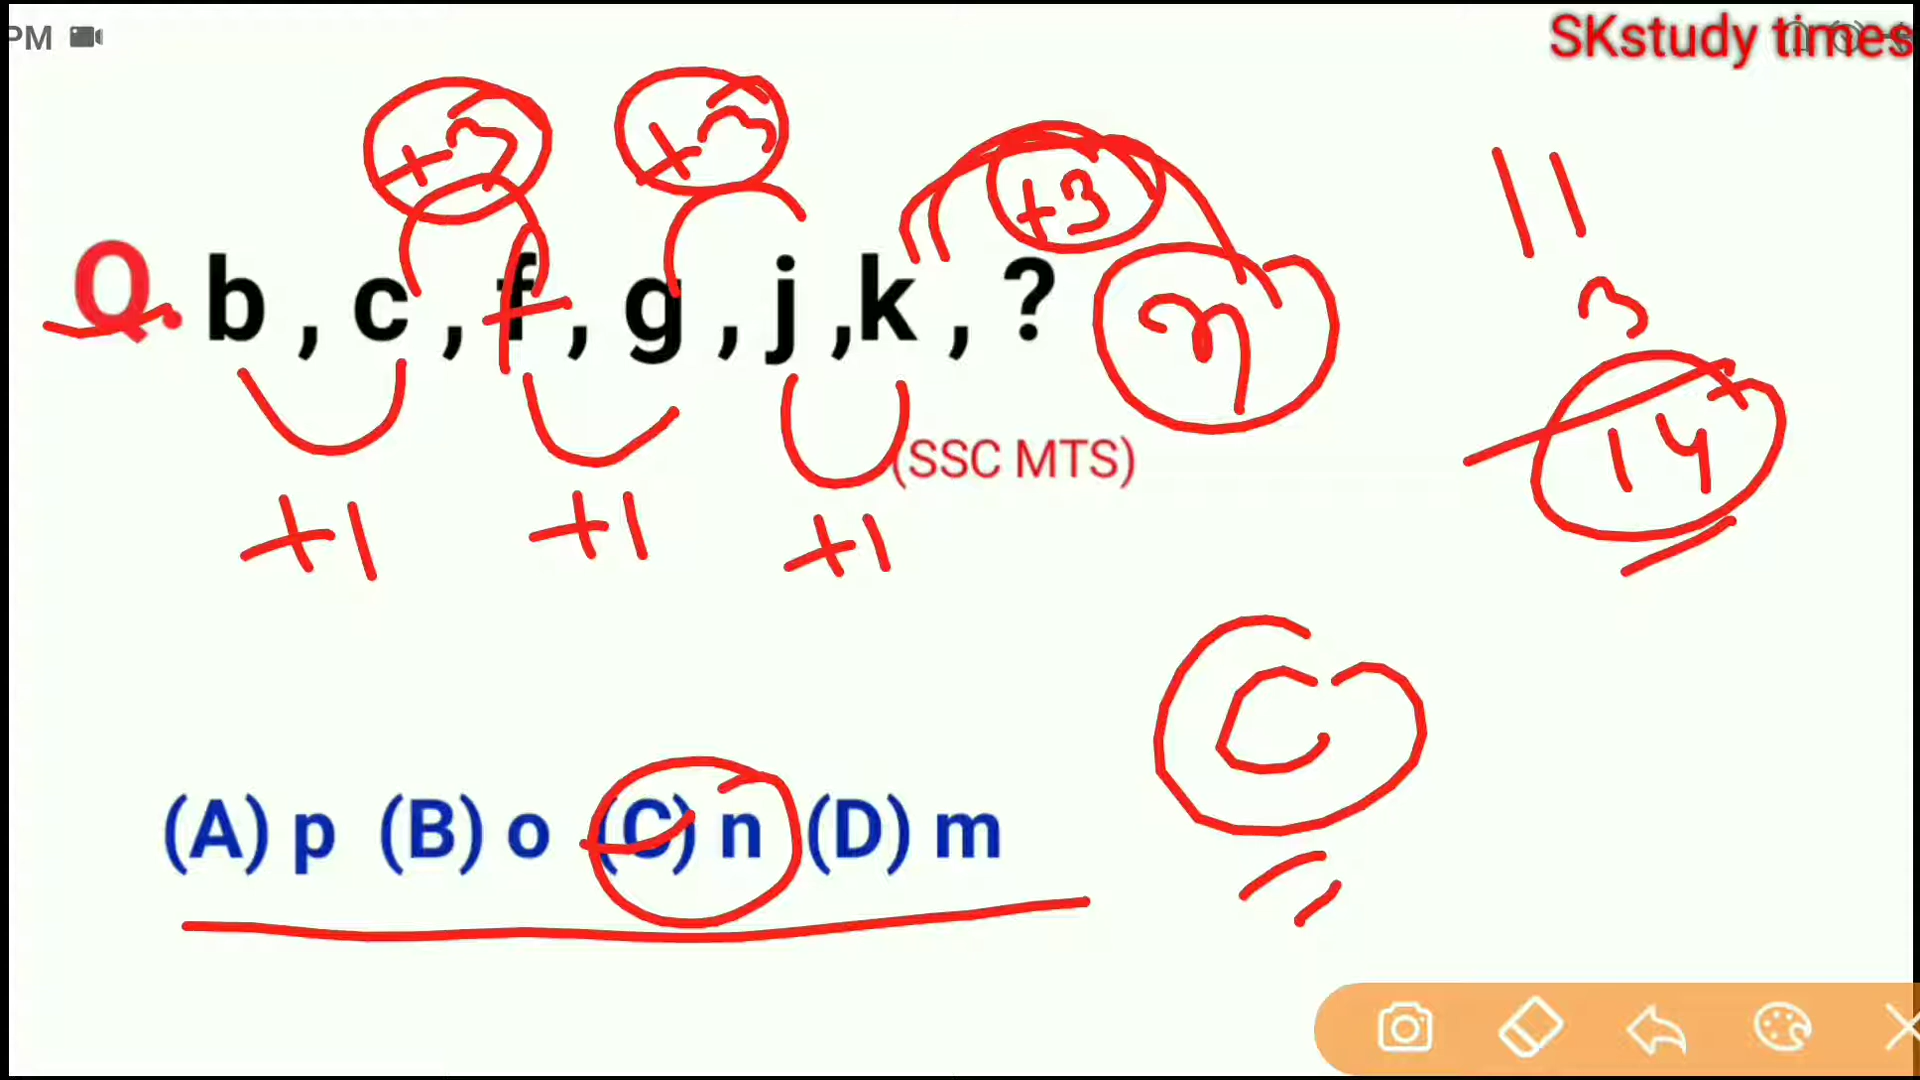 PM
SKstudy times
+3 +3 +3 11
Q. b , c , f , g , j , k , ? n 3
(SSC MTS) 14
+1 +1 +1
C
(A) p (B) o (C) n (D) m